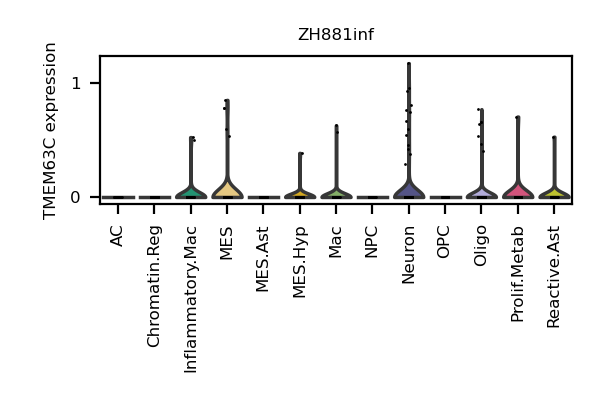 ZH881inf
TMEM63C expression
1
0
AC
Chromatin.Reg
Inflammatory.Mac
MES
MES.Ast
MES.Hyp
Mac
NPC
Neuron
OPC
Oligo
Prolif.Metab
Reactive.Ast